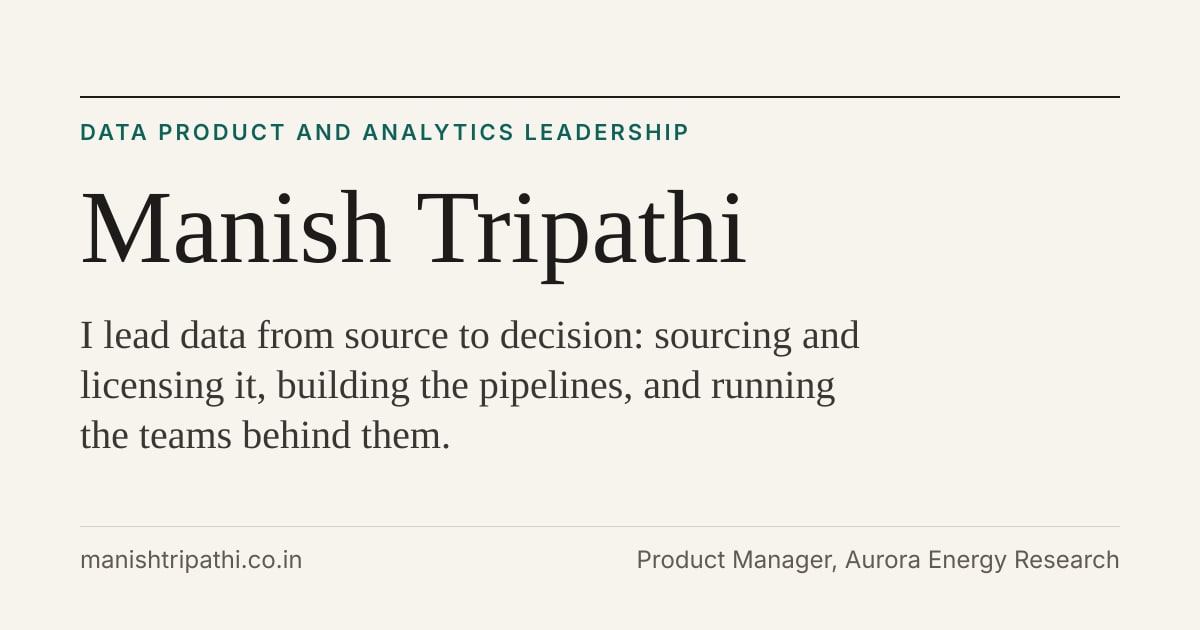 DATA PRODUCT AND ANALYTICS LEADERSHIP
Manish Tripathi
I lead data from source to decision: sourcing and
licensing it, building the pipelines, and running
the teams behind them.
manishtripathi.co.in
Product Manager, Aurora Energy Research